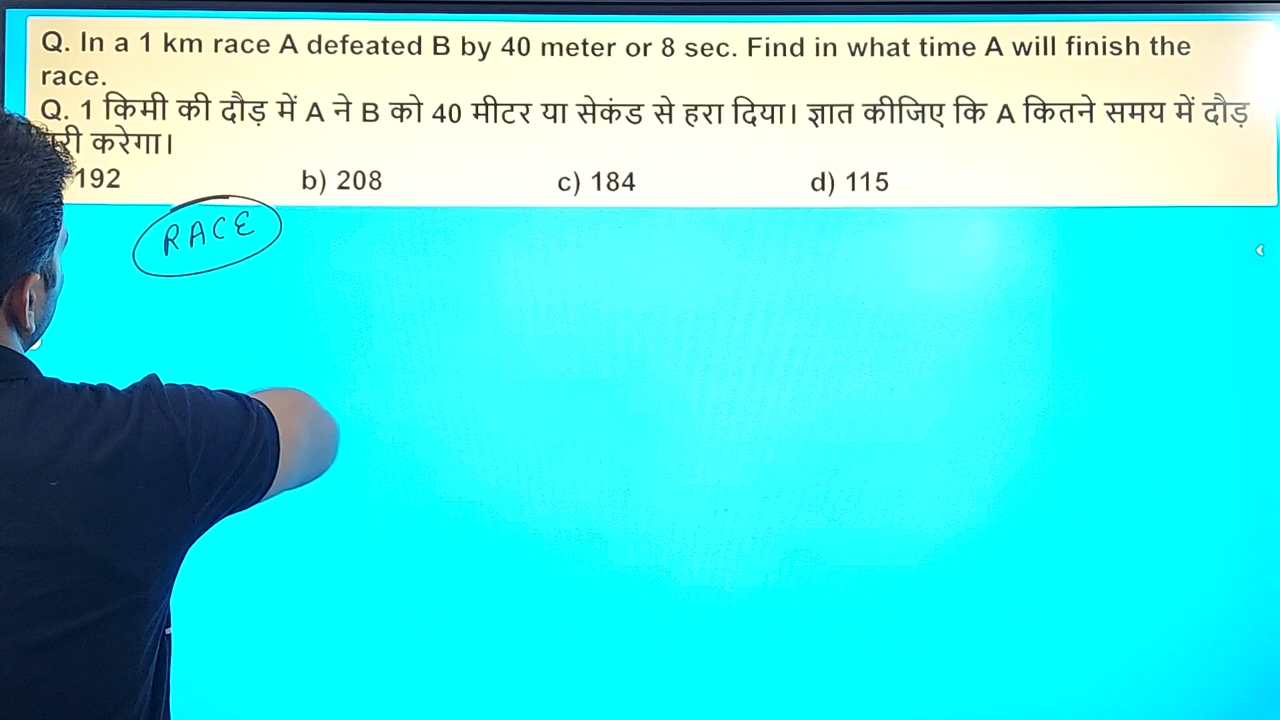 Q. In a 1 km race A defeated B by 40 meter or 8 sec. Find in what time A will finish the
race.
Q. 1 किमी की दौड़ में A ने B को 40 मीटर या सेकंड से हरा दिया। ज्ञात कीजिए कि A कितने समय में दौड़
करेगा।
192 b) 208 c) 184 d) 115
RACE